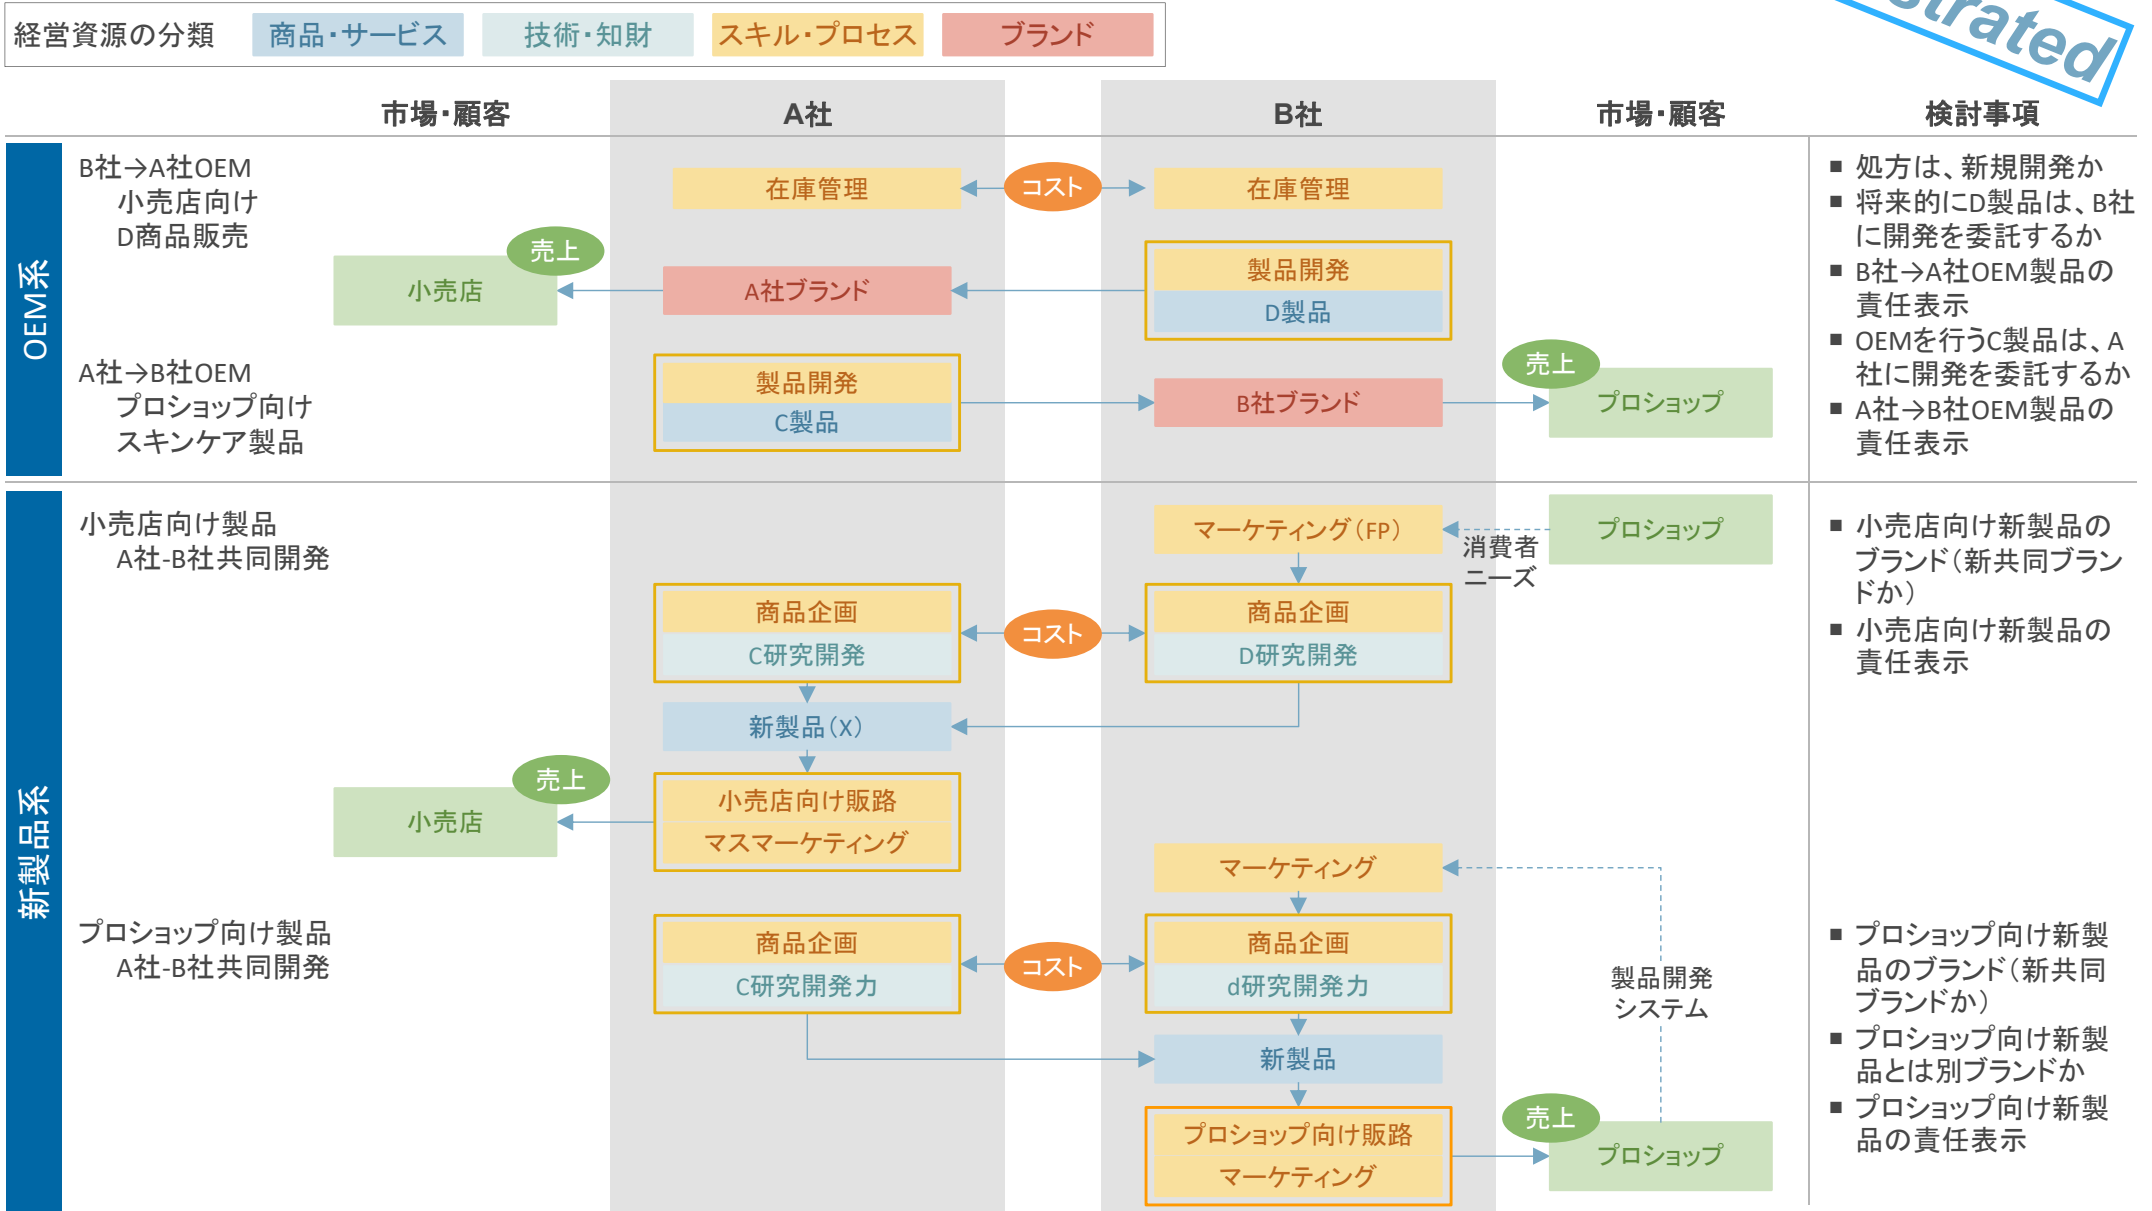 経営資源の分類
商品・サービス
技術・知財
スキル・プロセス
ブランド
strated
市場・顧客
A社
B社
市場・顧客
検討事項
OEM系
B社→A社OEM
小売店向け
D商品販売
在庫管理
コスト
在庫管理
売上
小売店
A社ブランド
製品開発
D製品
A社→B社OEM
プロショップ向け
スキンケア製品
製品開発
C製品
B社ブランド
売上
プロショップ
■ 処方は、新規開発か
■ 将来的にD製品は、B社
に開発を委託するか
■ B社→A社OEM製品の
責任表示
■ OEMを行うC製品は、A
社に開発を委託するか
■ A社→B社OEM製品の
責任表示
新製品系
小売店向け製品
A社-B社共同開発
マーケティング（FP）
消費者
ニーズ
プロショップ
商品企画
C研究開発
コスト
商品企画
D研究開発
新製品（X）
売上
小売店
小売店向け販路
マスマーケティング
■ 小売店向け新製品の
ブランド（新共同ブラン
ドか）
■ 小売店向け新製品の
責任表示
プロショップ向け製品
A社-B社共同開発
マーケティング
商品企画
C研究開発力
コスト
商品企画
d研究開発力
製品開発
システム
新製品
プロショップ向け販路
マーケティング
売上
プロショップ
■ プロショップ向け新製
品のブランド（新共同
ブランドか）
■ プロショップ向け新製
品とは別ブランドか
■ プロショップ向け新製
品の責任表示